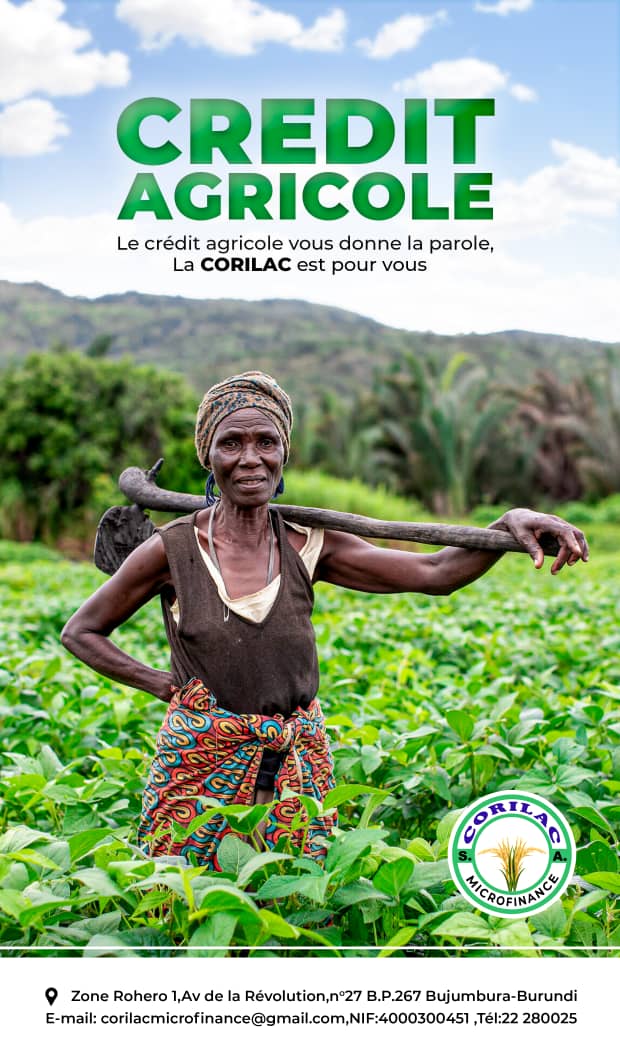 CREDIT
AGRICOLE
Le crédit agricole vous donne la parole,
La CORILAC est pour vous
CORILAC
S. A.
MICROFINANCE
Zone Rohero 1,Av de la Révolution,n°27 B.P.267 Bujumbura-Burundi
E-mail: corilacmicrofinance@gmail.com,NIF:4000300451 ,Tél:22 280025